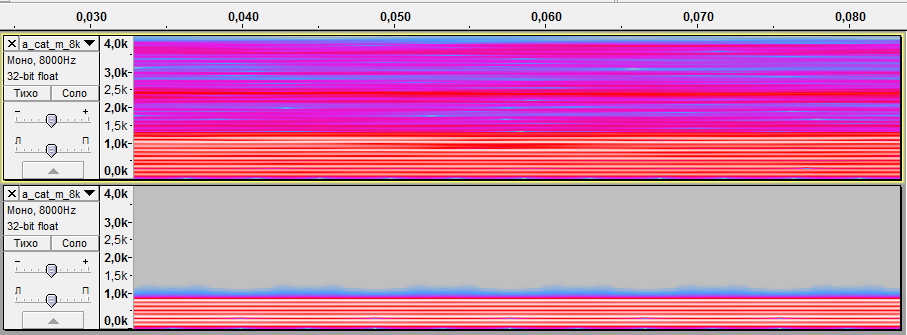 0,030 0,040 0,050 0,060 0,070 0,080
a_cat_m_8k
Моно, 8000Hz
32-bit float
Тихо Соло
- +
Л П
4,0k
3,0k
2,5k
2,0k
1,5k
1,0k
0,0k
a_cat_m_8k
Моно, 8000Hz
32-bit float
Тихо Соло
- +
Л П
4,0k
3,0k
2,5k
2,0k
1,5k
1,0k
0,0k